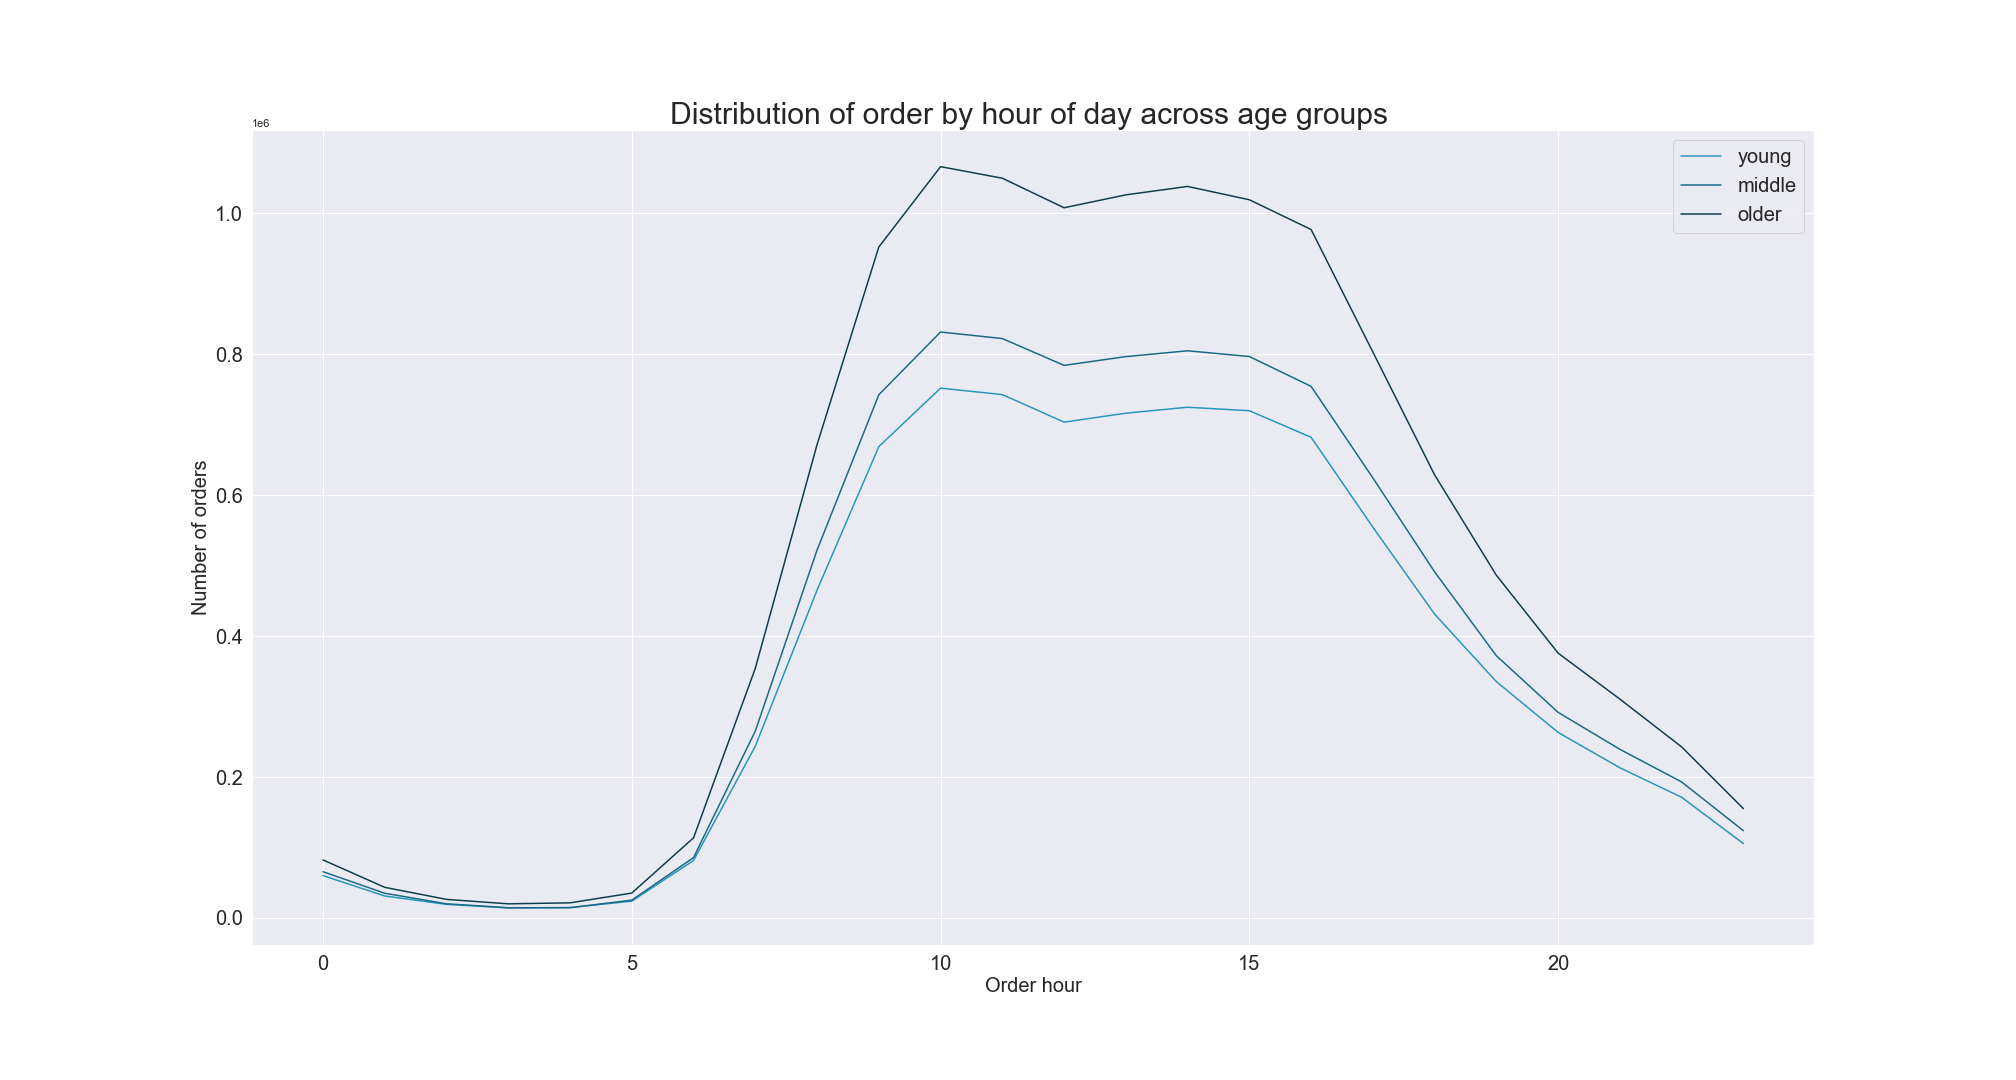 Distribution of order by hour of day across age groups
1e6
young
middle
older
1.0
0.8
0.6
0.4
0.2
0.0
Number of orders
0 5 10 15 20
Order hour